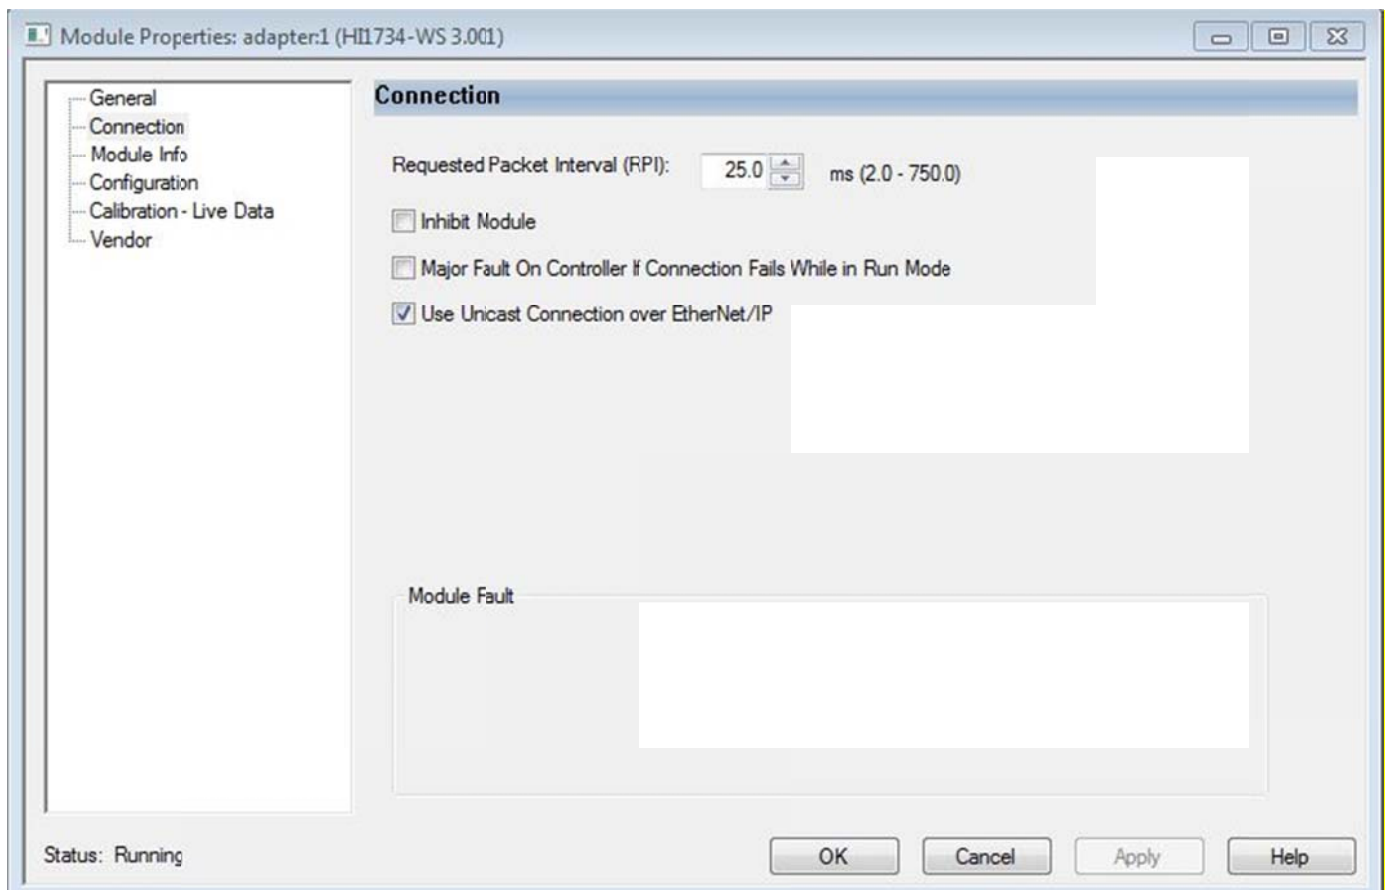 Module Properties: adapter:1 (HI1734-WS 3.001)
General
Connection
Module Info
Configuration
Calibration - Live Data
Vendor
Connection
Requested Packet Interval (RPI): 25.0 ms (2.0 - 750.0)
Inhibit Nodule
Major Fault On Controller If Connection Fails While in Run Mode
Use Unicast Connection over EtherNet/IP
Module Fault
Status: Running
OK Cancel Apply Help